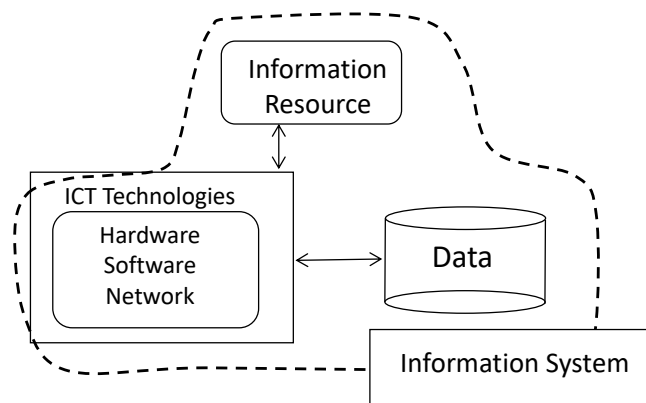 Information
Resource
ICT Technologies
Hardware
Software
Network
Data
Information System